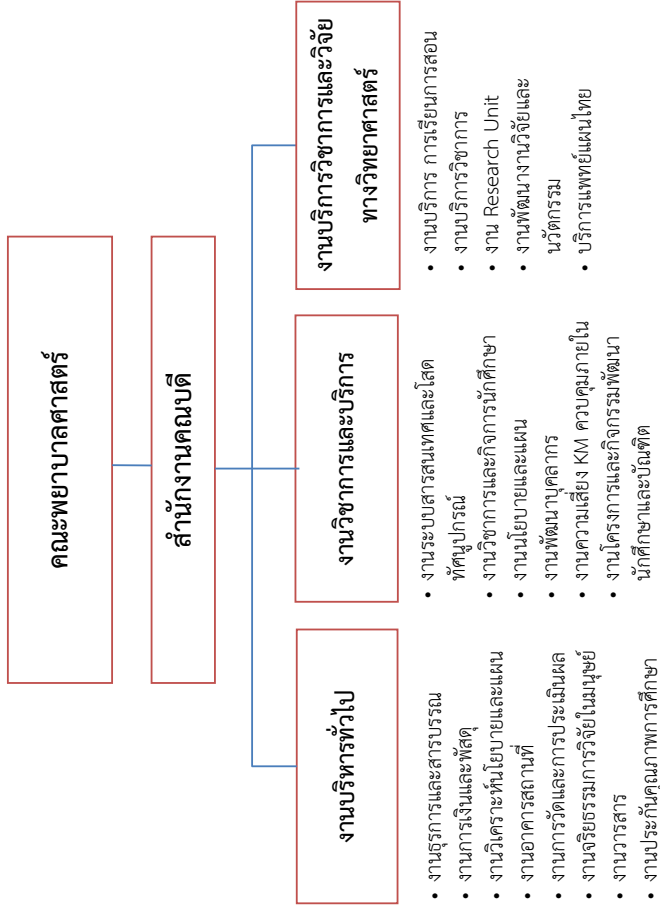 คณะพยาบาลศาสตร์
สำนักงานคณบดี
งานบริหารทั่วไป
• งานธุรการและสารบรรณ
• งานการเงินและพัสดุ
• งานวิเคราะห์นโยบายและแผน
• งานอาคารสถานที่
• งานการวัดและการประเมินผล
• งานจริยธรรมการวิจัยในมนุษย์
• งานวารสาร
• งานประกันคุณภาพการศึกษา
งานวิชาการและบริการ
• งานระบบสารสนเทศและโสด
ทัศนูปกรณ์
• งานวิชาการและกิจการนักศึกษา
• งานนโยบายและแผน
• งานพัฒนาบุคลากร
• งานความเสี่ยง KM ควบคุมภายใน
• งานโครงการและกิจกรรมพัฒนา
นักศึกษาและบัณฑิต
งานบริการวิชาการและวิจัย
ทางวิทยาศาสตร์
• งานบริการ การเรียนการสอน
• งานบริการวิชาการ
• งาน Research Unit
• งานพัฒนางานวิจัยและ
นวัตกรรม
• บริการแพทย์แผนไทย